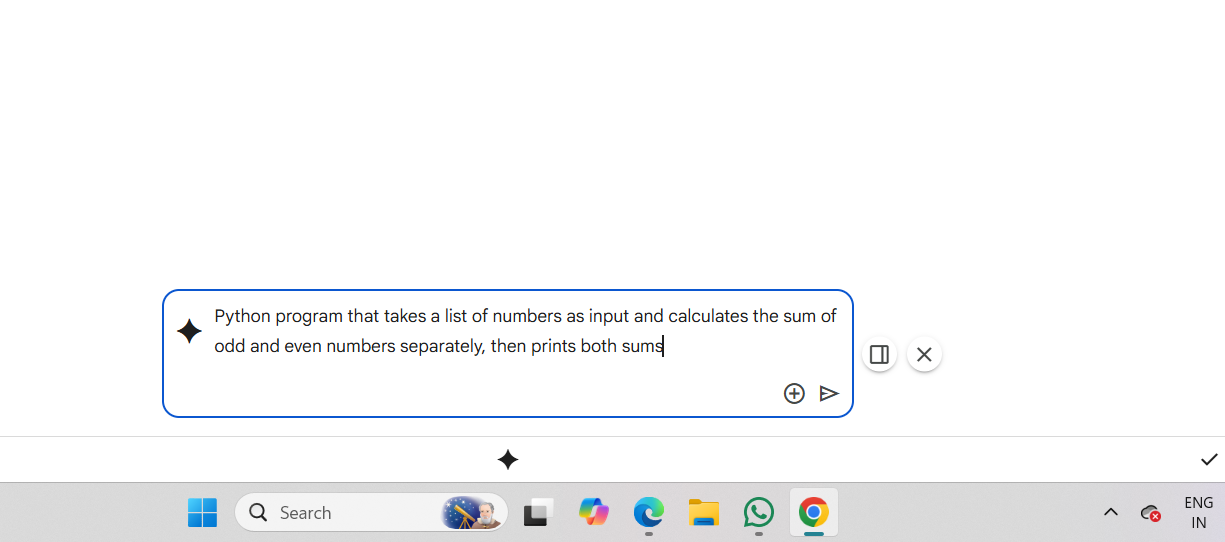 Python program that takes a list of numbers as input and calculates the sum of
odd and even numbers separately, then prints both sums
Search
ENG
IN